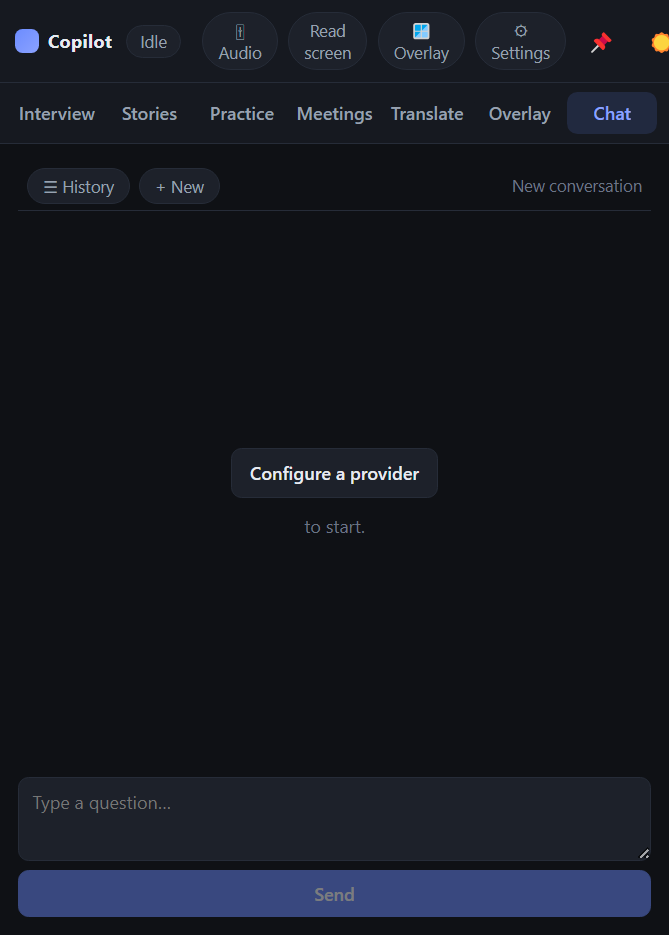 Copilot
Idle
Audio
Read
screen
Overlay
Settings
Interview
Stories
Practice
Meetings
Translate
Overlay
Chat
☰ History
+ New
New conversation
Configure a provider
to start.
Type a question...
Send